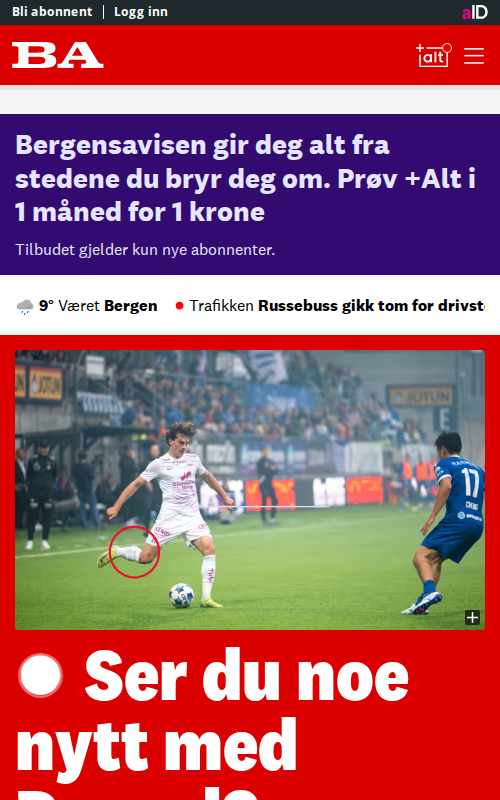 Bli abonnent
Logg inn
aID
BA
+alt
Bergensavisen gir deg alt fra
stedene du bryr deg om. Prøv +Alt i
1 måned for 1 krone
Tilbudet gjelder kun nye abonnenter.
9° Været Bergen
Trafikken Russebuss gikk tom for
JOTUN
JOTUN
17
Ser du noe
nytt med